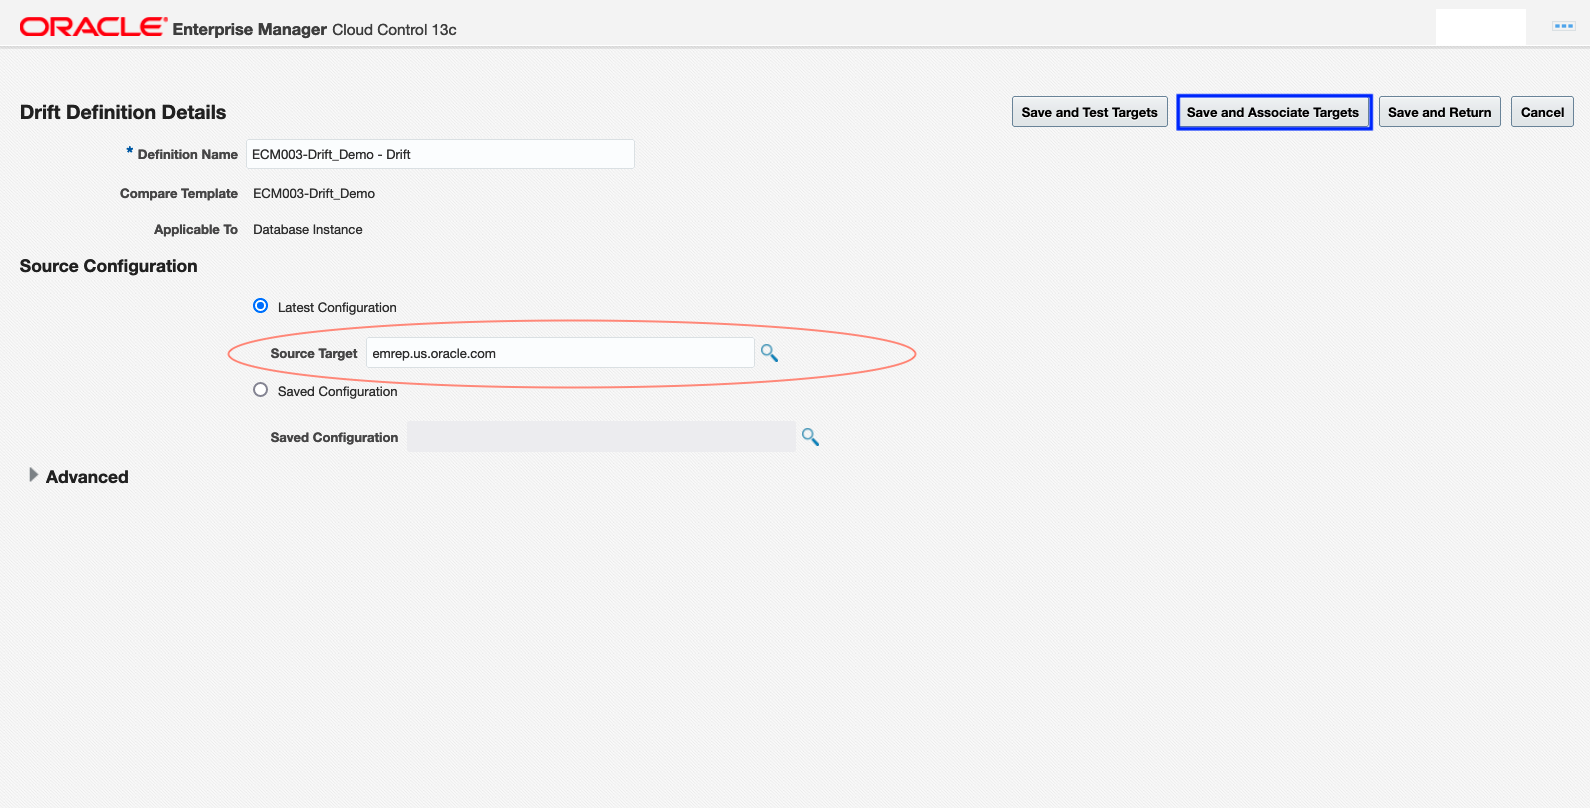 ORACLE Enterprise Manager Cloud Control 13c
Drift Definition Details
Save and Test Targets
Save and Associate Targets
Save and Return
Cancel
* Definition Name ECM003-Drift_Demo - Drift
Compare Template ECM003-Drift_Demo
Applicable To Database Instance
Source Configuration
Latest Configuration
Source Target emrep.us.oracle.com
Saved Configuration
Saved Configuration
Advanced